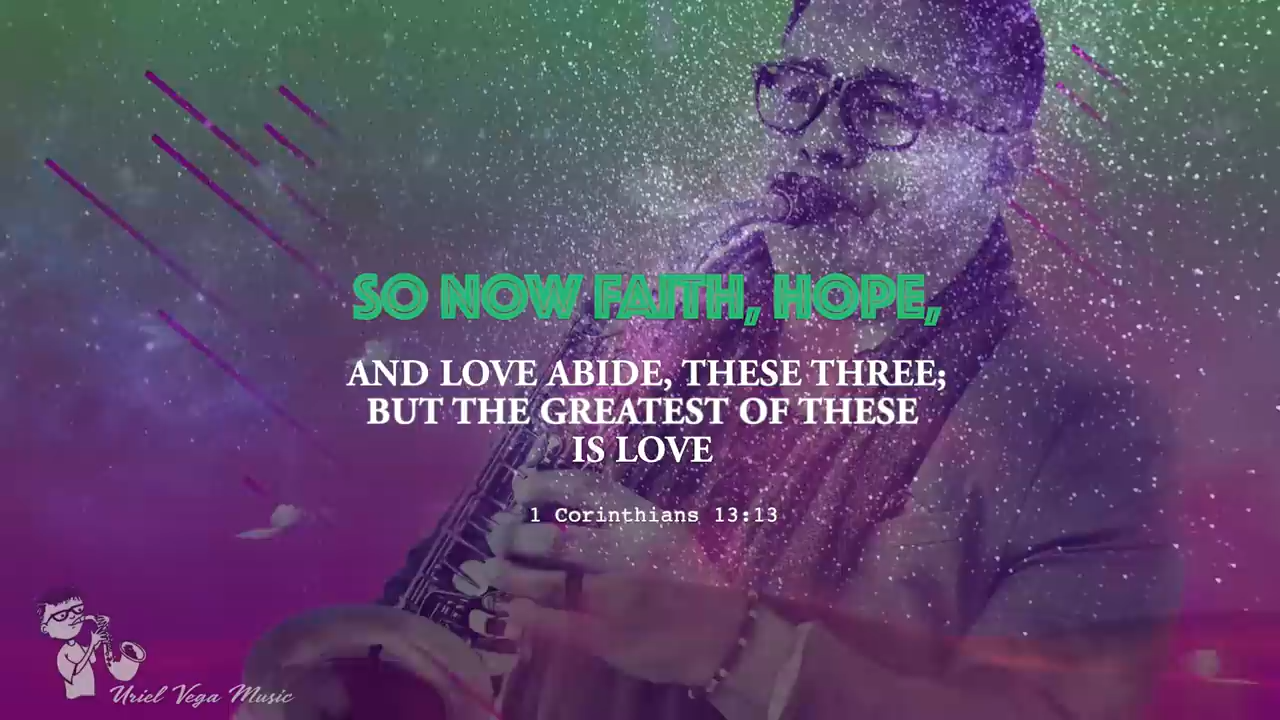 SO NOW FAITH, HOPE,
AND LOVE ABIDE, THESE THREE;
BUT THE GREATEST OF THESE
IS LOVE
1 Corinthians 13:13
Uriel Vega Music